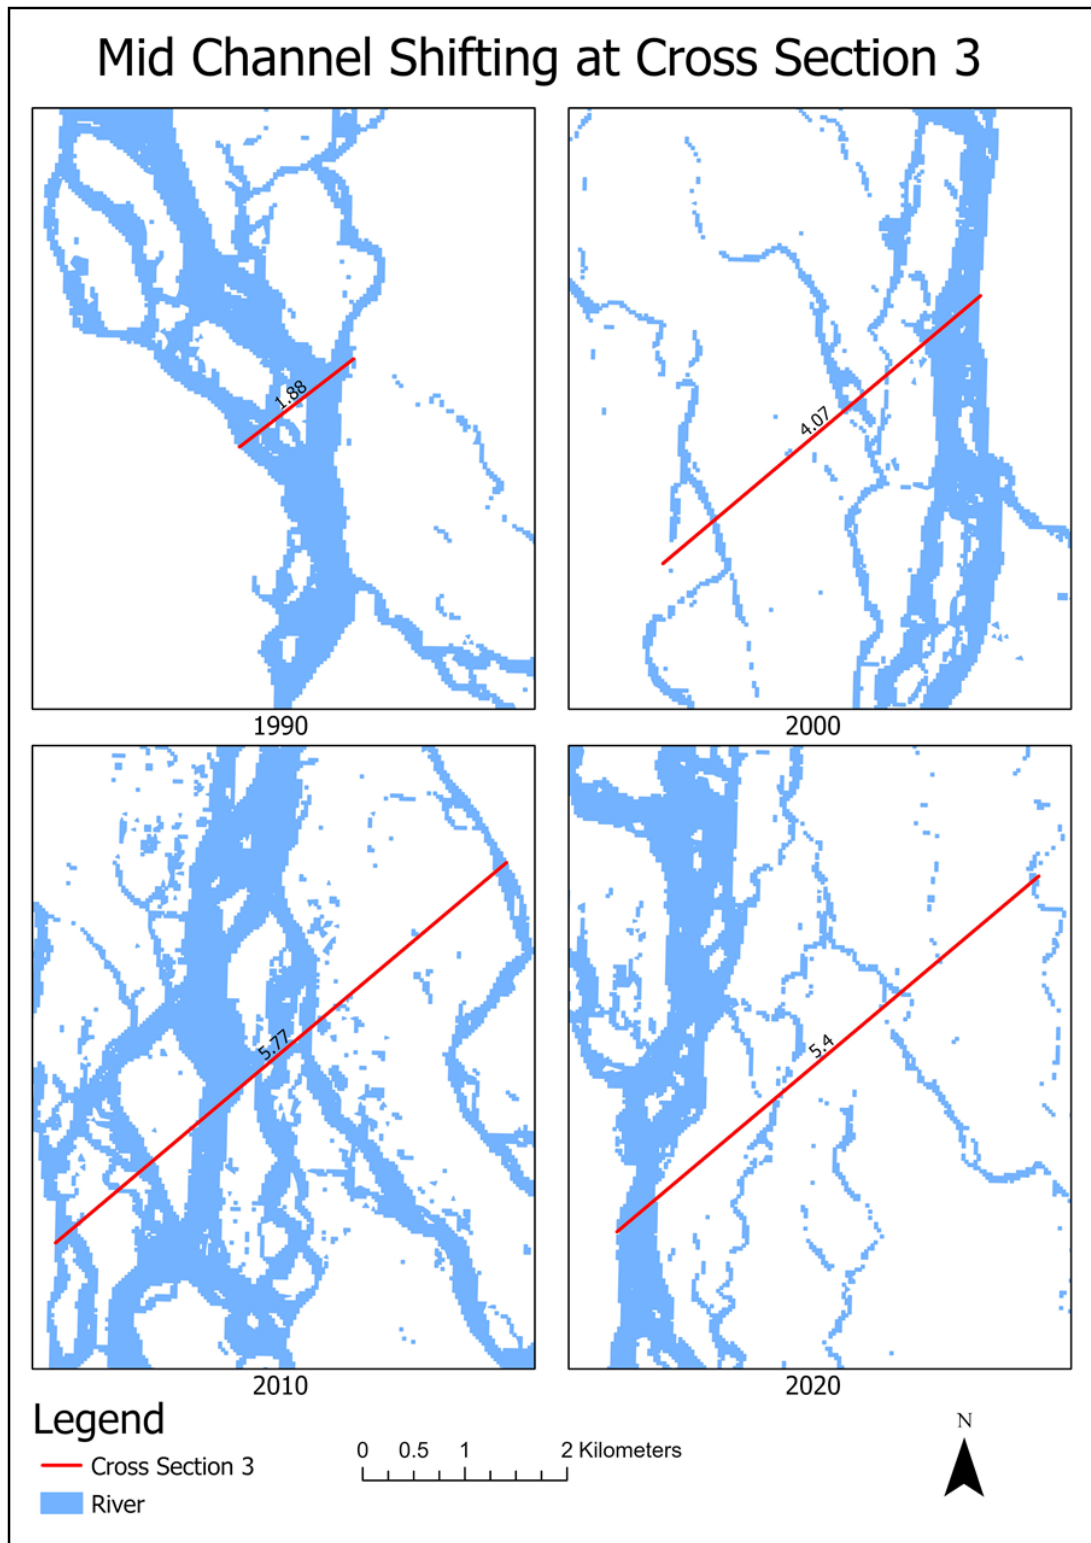 Mid Channel Shifting at Cross Section 3
1.88
4.07
1990
2000
5.77
5.4
2010
2020
Legend
Cross Section 3
River
0 0.5 1 2 Kilometers
N